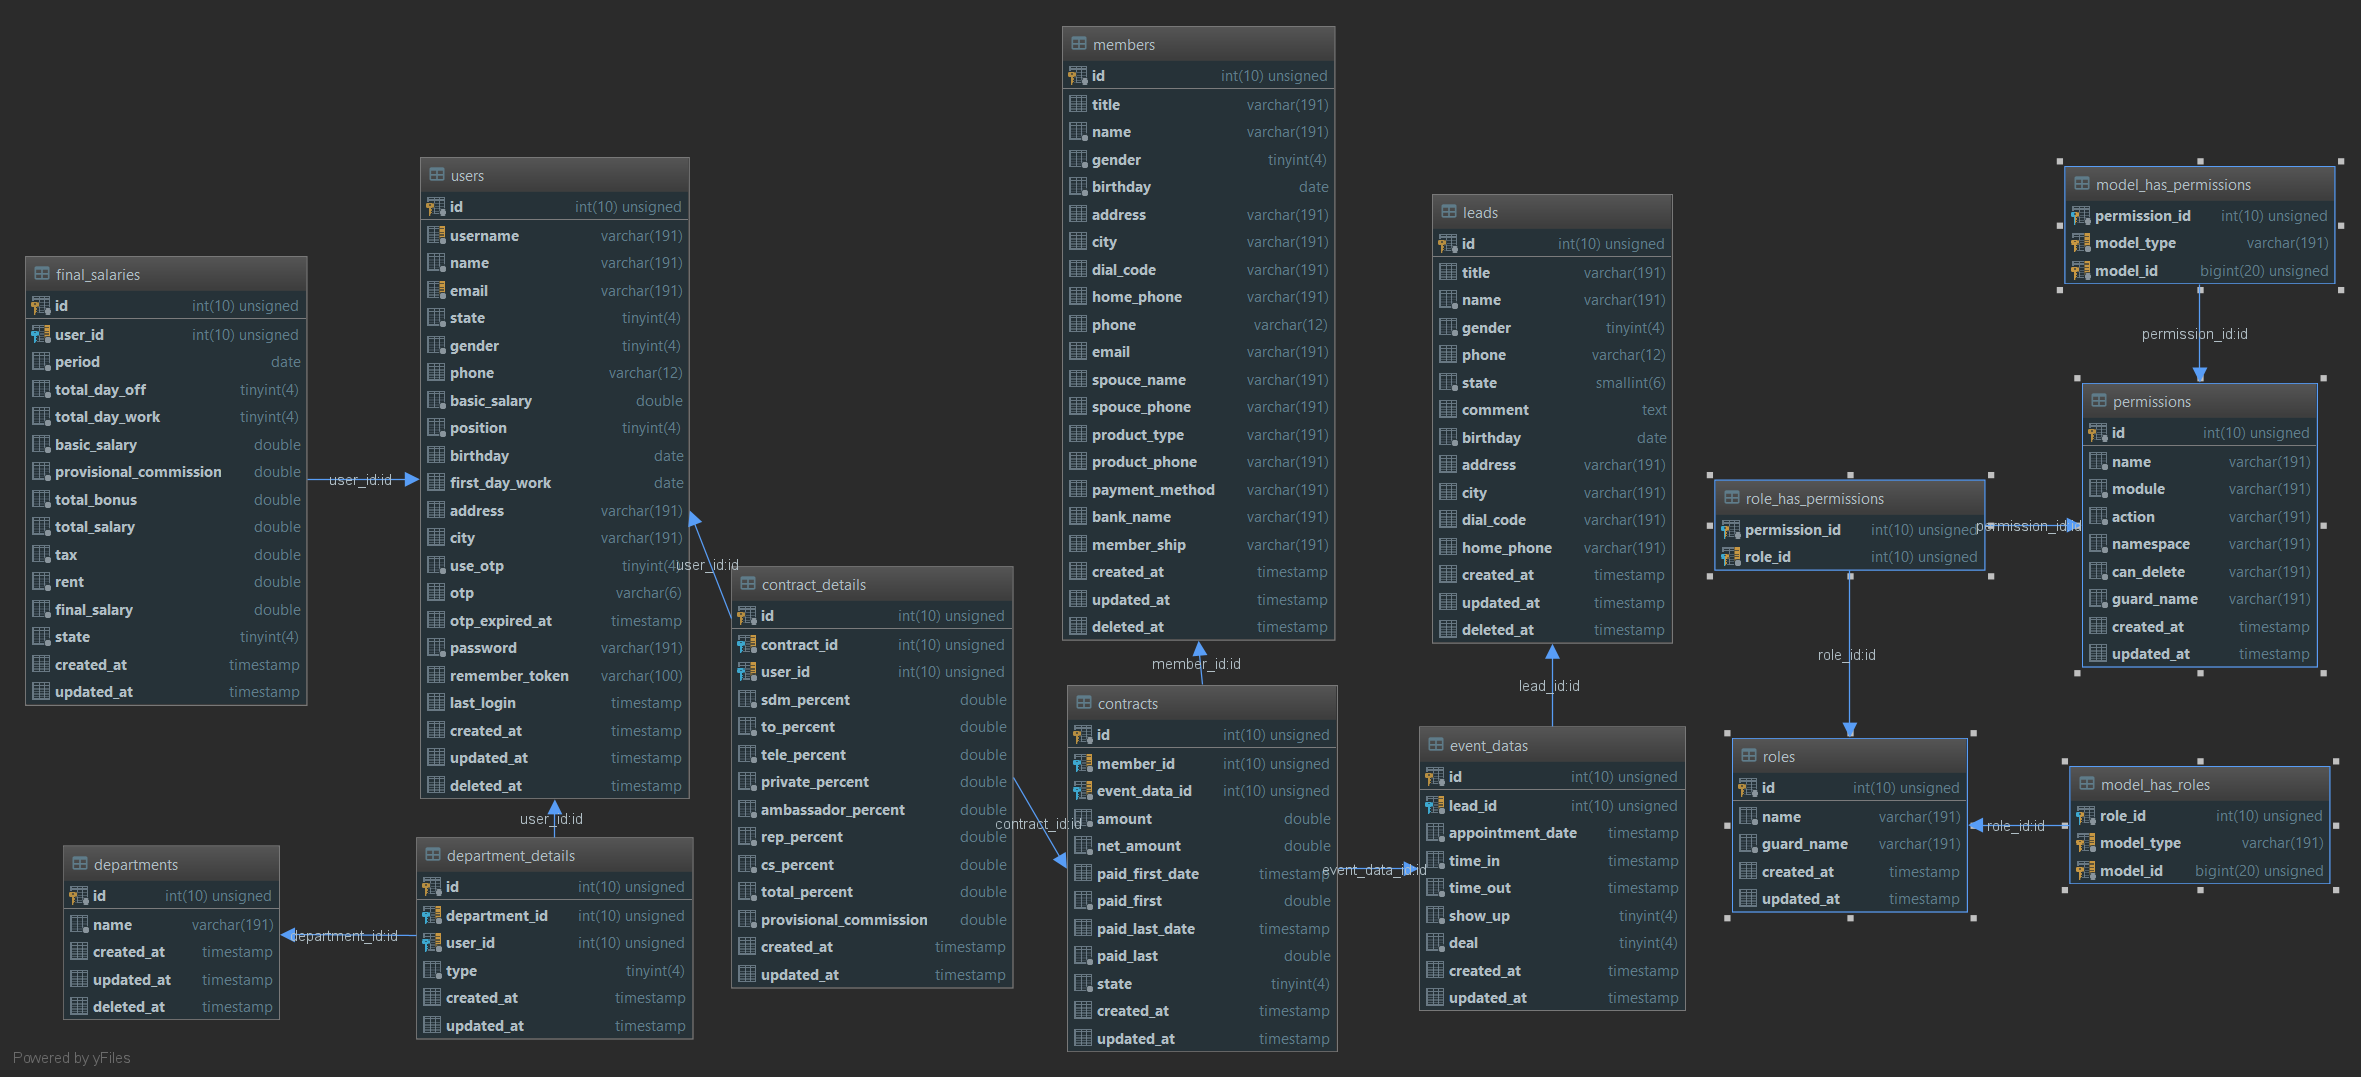 members
id int(10) unsigned
title varchar(191)
name varchar(191)
gender tinyint(4)
birthday date
address varchar(191)
city varchar(191)
dial_code varchar(191)
home_phone varchar(191)
phone varchar(12)
email varchar(191)
spouce_name varchar(191)
spouce_phone varchar(191)
product_type varchar(191)
product_phone varchar(191)
payment_method varchar(191)
bank_name varchar(191)
member_ship varchar(191)
created_at timestamp
updated_at timestamp
deleted_at timestamp
users
id int(10) unsigned
username varchar(191)
name varchar(191)
email varchar(191)
state tinyint(4)
gender tinyint(4)
phone varchar(12)
basic_salary double
position tinyint(4)
birthday date
first_day_work date
address varchar(191)
city varchar(191)
use_otp tinyint(4)
otp varchar(6)
otp_expired_at timestamp
password varchar(191)
remember_token varchar(100)
last_login timestamp
created_at timestamp
updated_at timestamp
deleted_at timestamp
final_salaries
id int(10) unsigned
user_id int(10) unsigned
period date
total_day_off tinyint(4)
total_day_work tinyint(4)
basic_salary double
provisional_commission double
total_bonus double
total_salary double
tax double
rent double
final_salary double
state tinyint(4)
created_at timestamp
updated_at timestamp
user_id:id
user_id:id
user_id:id
leads
id int(10) unsigned
title varchar(191)
name varchar(191)
gender tinyint(4)
phone varchar(12)
state smallint(6)
comment text
birthday date
address varchar(191)
city varchar(191)
dial_code varchar(191)
home_phone varchar(191)
created_at timestamp
updated_at timestamp
deleted_at timestamp
model_has_permissions
permission_id int(10) unsigned
model_type varchar(191)
model_id bigint(20) unsigned
permission_id:id
permissions
id int(10) unsigned
name varchar(191)
module varchar(191)
action varchar(191)
namespace varchar(191)
can_delete varchar(191)
guard_name varchar(191)
created_at timestamp
updated_at timestamp
role_has_permissions
permission_id int(10) unsigned
role_id int(10) unsigned
permission_id:id
role_id:id
contract_details
id int(10) unsigned
contract_id int(10) unsigned
user_id int(10) unsigned
sdm_percent double
to_percent double
tele_percent double
private_percent double
ambassador_percent double
rep_percent double
cs_percent double
total_percent double
provisional_commission double
created_at timestamp
updated_at timestamp
contract_id:id
member_id:id
contracts
id int(10) unsigned
member_id int(10) unsigned
event_data_id int(10) unsigned
amount double
net_amount double
paid_first_date timestamp
paid_first double
paid_last_date timestamp
paid_last double
state tinyint(4)
created_at timestamp
updated_at timestamp
event_data_id:id
lead_id:id
event_datas
id int(10) unsigned
lead_id int(10) unsigned
appointment_date timestamp
time_in timestamp
time_out timestamp
show_up tinyint(4)
deal tinyint(4)
created_at timestamp
updated_at timestamp
roles
id int(10) unsigned
name varchar(191)
guard_name varchar(191)
created_at timestamp
updated_at timestamp
role_id:id
model_has_roles
role_id int(10) unsigned
model_type varchar(191)
model_id bigint(20) unsigned
departments
id int(10) unsigned
name varchar(191)
created_at timestamp
updated_at timestamp
deleted_at timestamp
department_id:id
department_details
id int(10) unsigned
department_id int(10) unsigned
user_id int(10) unsigned
type tinyint(4)
created_at timestamp
updated_at timestamp
Powered by yFiles